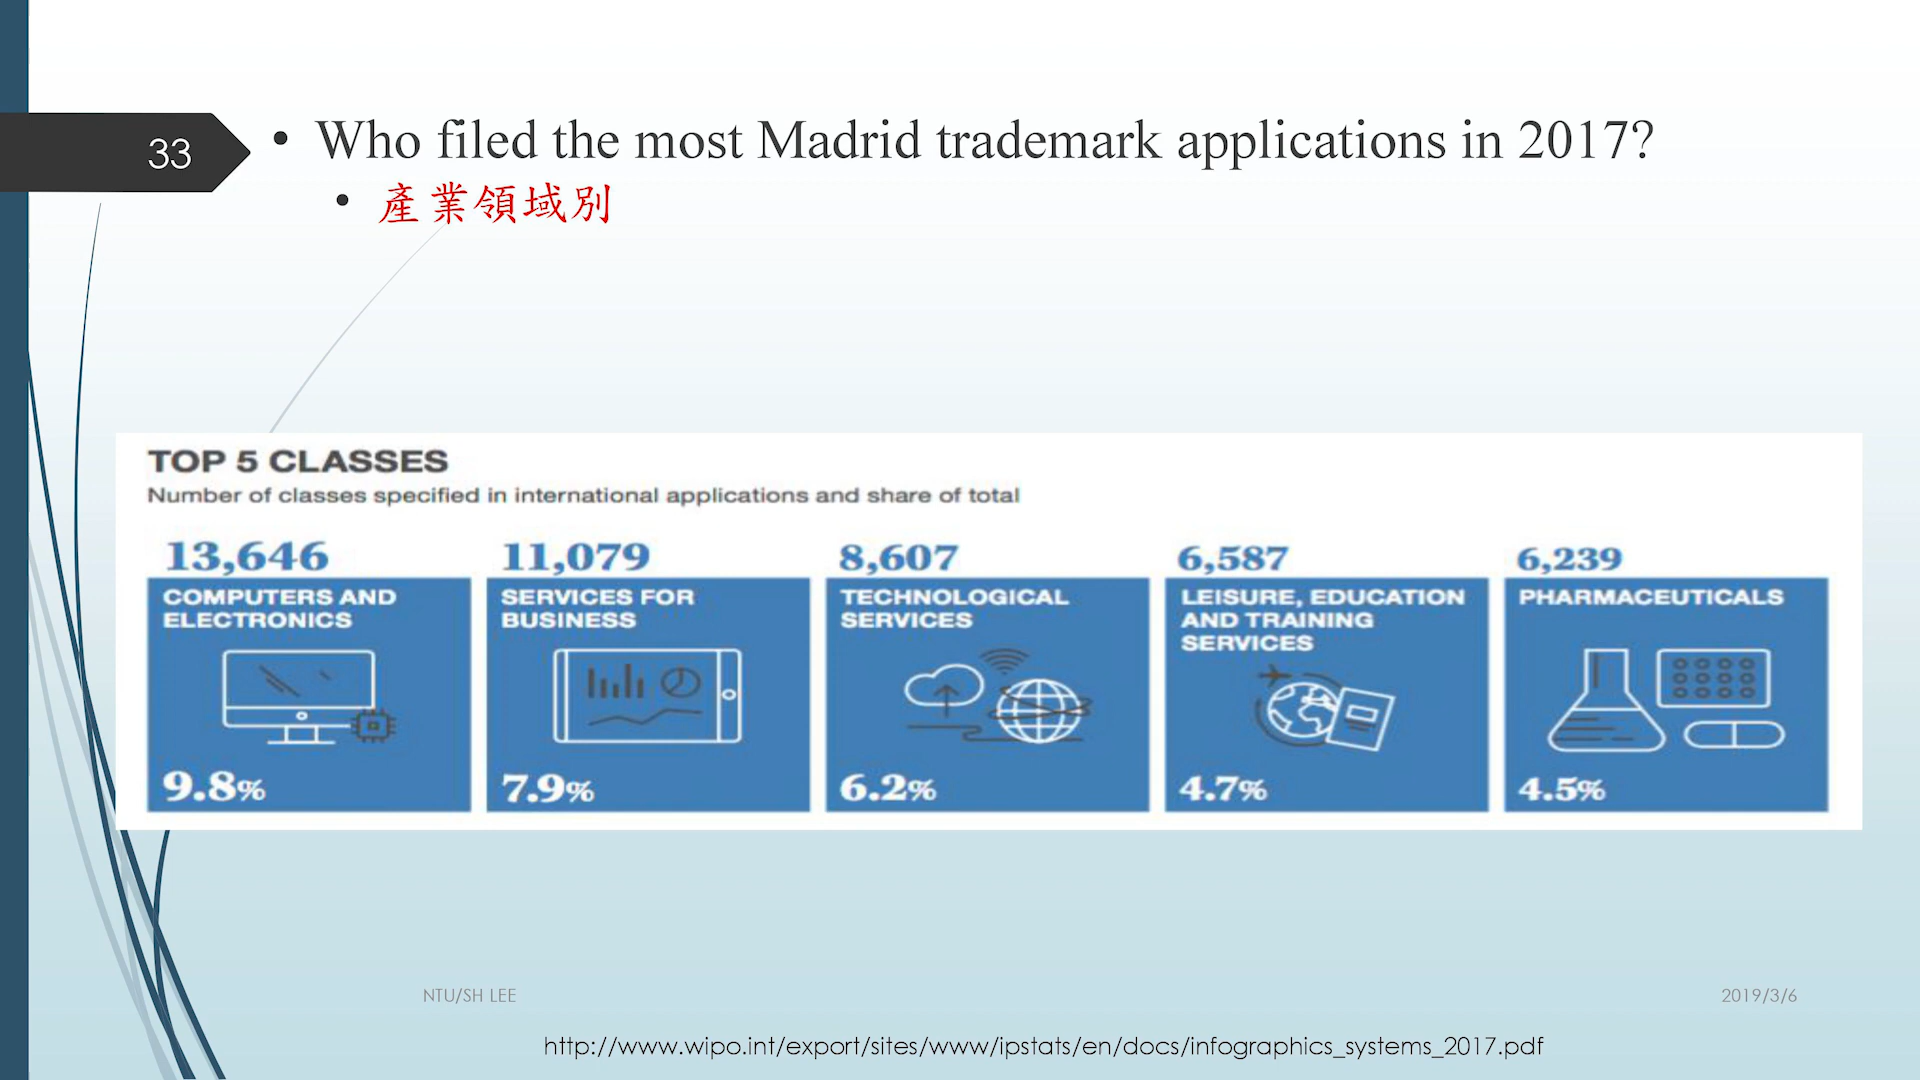 33
• Who filed the most Madrid trademark applications in 2017?
• 產業領域別
TOP 5 CLASSES
Number of classes specified in international applications and share of total
13,646
COMPUTERS AND
ELECTRONICS
9.8%
11,079
SERVICES FOR
BUSINESS
7.9%
8,607
TECHNOLOGICAL
SERVICES
6.2%
6,587
LEISURE, EDUCATION
AND TRAINING
SERVICES
4.7%
6,239
PHARMACEUTICALS
4.5%
NTU/SH LEE
2019/3/6
http://www.wipo.int/export/sites/www/ipstats/en/docs/infographics_systems_2017.pdf